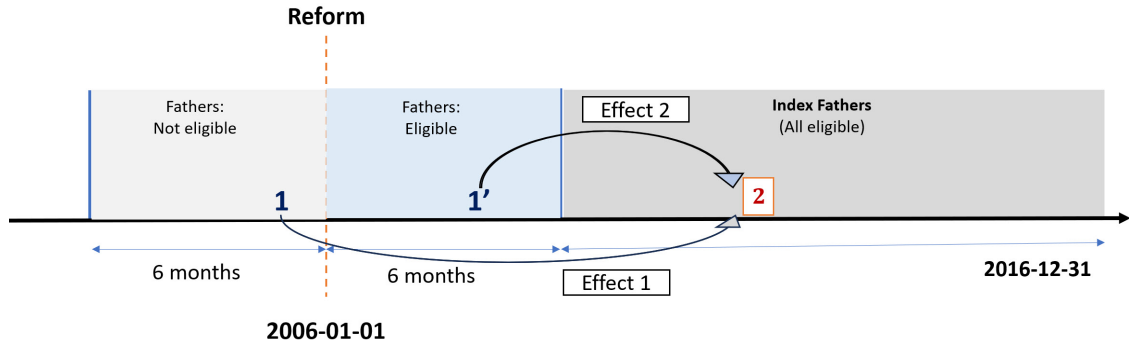 Reform
Fathers:
Not eligible
Fathers:
Eligible
Effect 2
Index Fathers
(All eligible)
1
1’
2
6 months
6 months
Effect 1
2016-12-31
2006-01-01